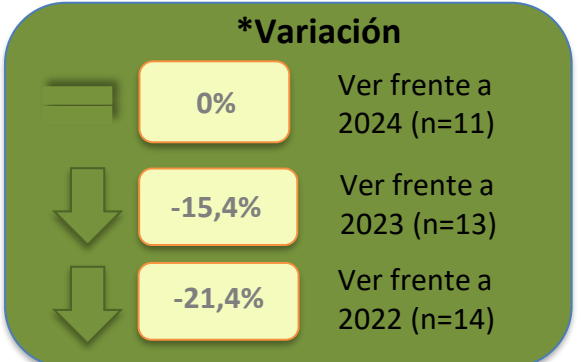 *Variación
0%
Ver frente a
2024 (n=11)
-15,4%
Ver frente a
2023 (n=13)
-21,4%
Ver frente a
2022 (n=14)